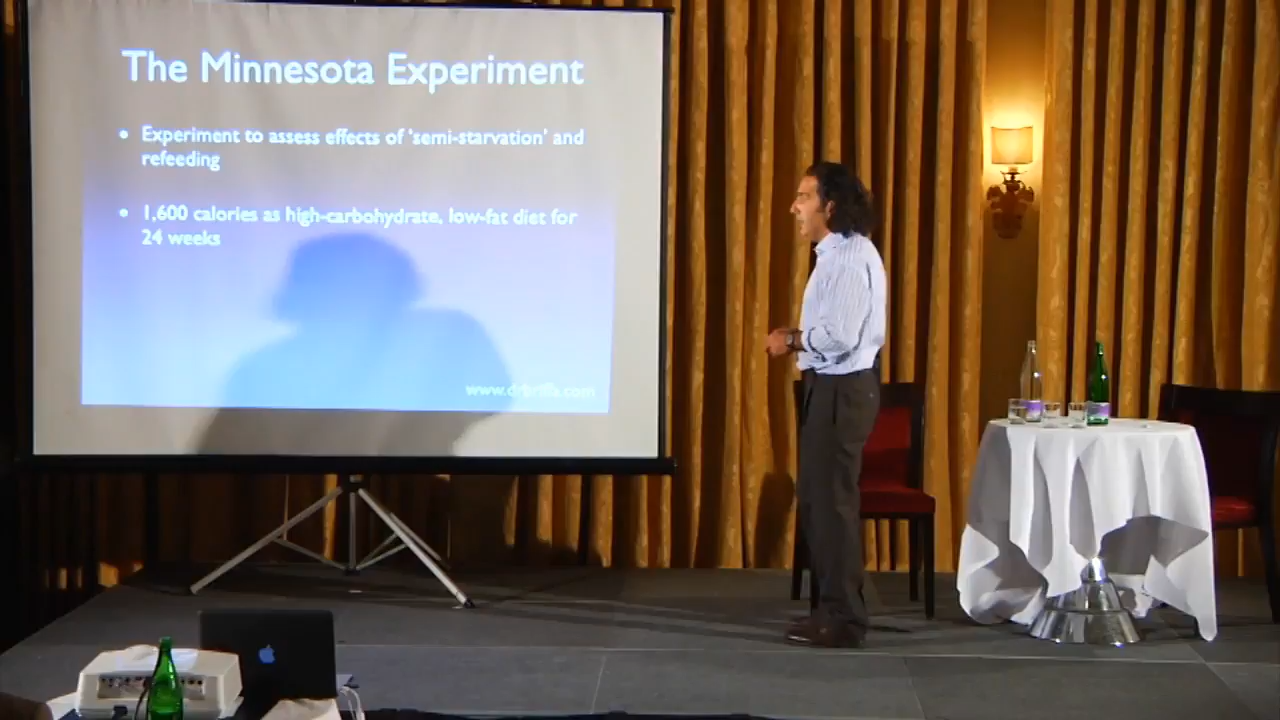 The Minnesota Experiment
• Experiment to assess effects of 'semi-starvation' and
refeeding
• 1,600 calories as high-carbohydrate, low-fat diet for
24 weeks